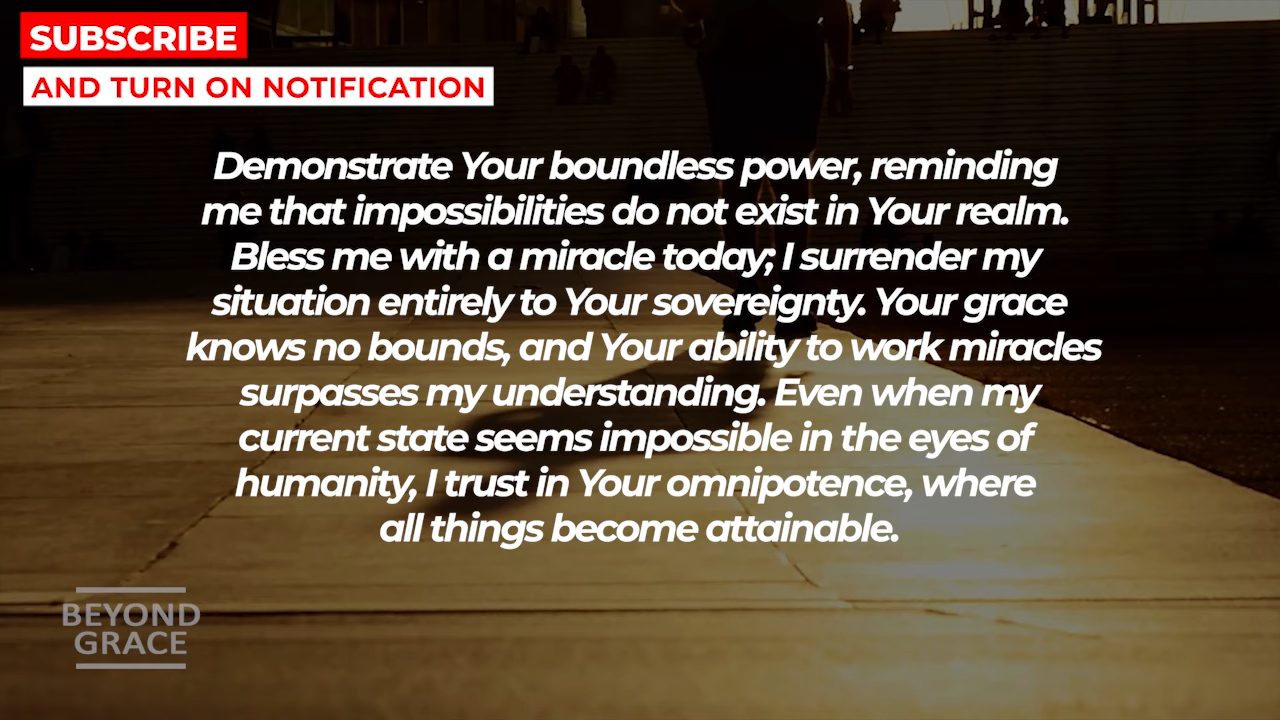 SUBSCRIBE
AND TURN ON NOTIFICATION
Demonstrate Your boundless power, reminding
me that impossibilities do not exist in Your realm.
Bless me with a miracle today; I surrender my
situation entirely to Your sovereignty. Your grace
knows no bounds, and Your ability to work miracles
surpasses my understanding. Even when my
current state seems impossible in the eyes of
humanity, I trust in Your omnipotence, where
all things become attainable.
BEYOND
GRACE